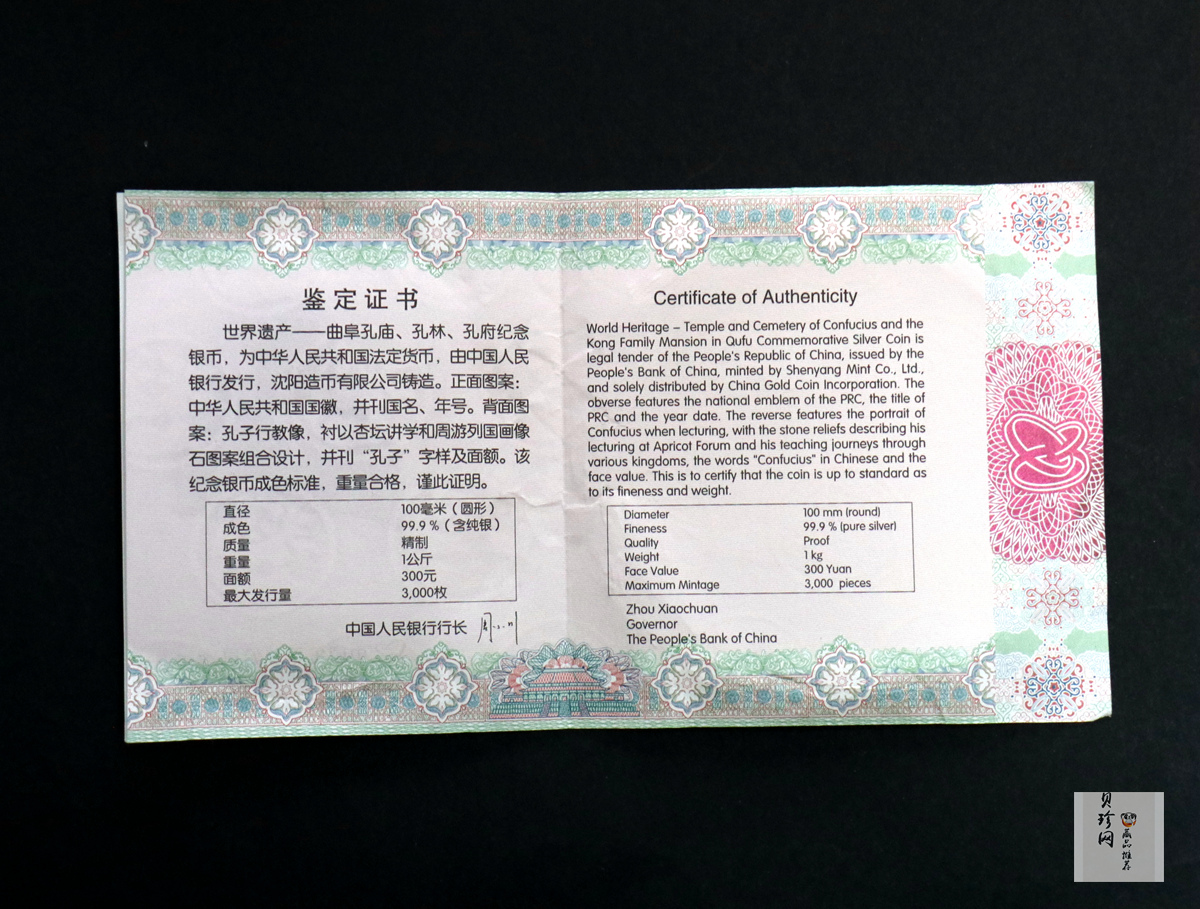 鉴定证书
世界遗产——曲阜孔庙、孔林、孔府纪念
银币，为中华人民共和国法定货币，由中国人民
银行发行，沈阳造币有限公司铸造。正面图案：
中华人民共和国国徽，并刊国名、年号。背面图
案：孔子行教像，衬以杏坛讲学和周游列国画像
石图案组合设计，并刊“孔子”字样及面额。该
纪念银币成色标准，重量合格，谨此证明。
直径 100毫米（圆形）
成色 99.9％（含纯银）
质量 精制
重量 1公斤
面额 300元
最大发行量 3,000枚
中国人民银行行长
Certificate of Authenticity
World Heritage – Temple and Cemetery of Confucius and the
Kong Family Mansion in Qufu Commemorative Silver Coin is
legal tender of the People's Republic of China, issued by the
People's Bank of China, minted by Shenyang Mint Co., Ltd.,
and solely distributed by China Gold Coin Incorporation. The
obverse features the national emblem of the PRC, the title of
PRC and the year date. The reverse features the portrait of
Confucius when lecturing, with the stone reliefs describing his
lecturing at Apricot Forum and his teaching journeys through
various kingdoms, the words "Confucius" in Chinese and the
face value. This is to certify that the coin is up to standard as
to its fineness and weight.
Diameter 100 mm (round)
Fineness 99.9 % (pure silver)
Quality Proof
Weight 1 kg
Face Value 300 Yuan
Maximum Mintage 3,000 pieces
Zhou Xiaochuan
Governor
The People's Bank of China
贝珍网
藏品推荐